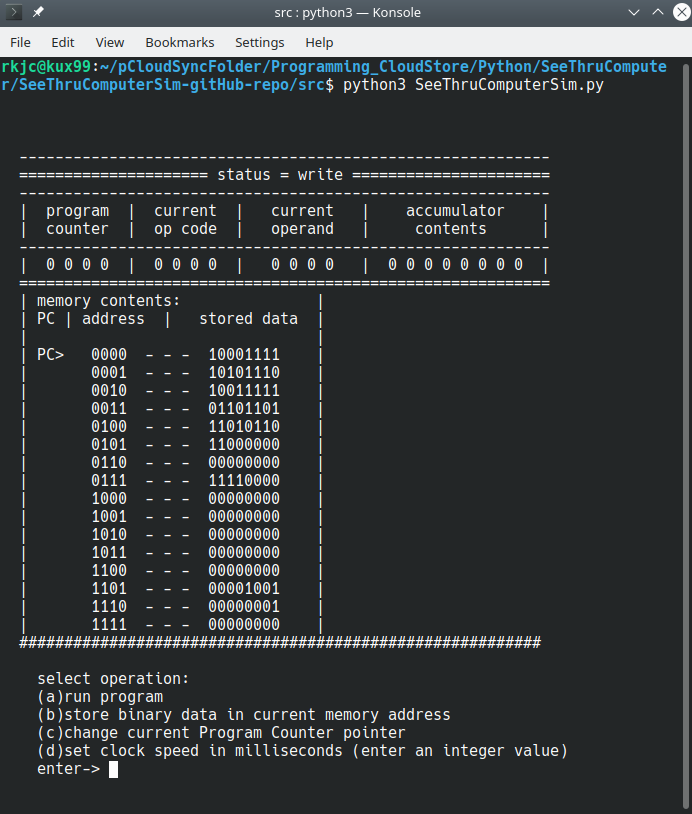 src : python3 — Konsole
File Edit View Bookmarks Settings Help
rkjc@kux99:~/pCloudSyncFolder/Programming_CloudStore/Python/SeeThruCompute
r/SeeThruComputerSim-gitHub-repo/src$ python3 SeeThruComputerSim.py
-----------------------------------------------------------
===================== status = write ======================
-----------------------------------------------------------
|  program  |  current  |   current   |    accumulator    |
|  counter  |  op code  |   operand   |     contents      |
-----------------------------------------------------------
|  0 0 0 0  |  0 0 0 0  |   0 0 0 0   |  0 0 0 0 0 0 0 0  |
===========================================================
| memory contents:               |
| PC | address  |   stored data  |
|                                |
| PC>   0000  - - -  10001111    |
|       0001  - - -  10101110    |
|       0010  - - -  10011111    |
|       0011  - - -  01101101    |
|       0100  - - -  11010110    |
|       0101  - - -  11000000    |
|       0110  - - -  00000000    |
|       0111  - - -  11110000    |
|       1000  - - -  00000000    |
|       1001  - - -  00000000    |
|       1010  - - -  00000000    |
|       1011  - - -  00000000    |
|       1100  - - -  00000000    |
|       1101  - - -  00001001    |
|       1110  - - -  00000001    |
|       1111  - - -  00000000    |
##########################################################
select operation:
(a)run program
(b)store binary data in current memory address
(c)change current Program Counter pointer
(d)set clock speed in milliseconds (enter an integer value)
enter->